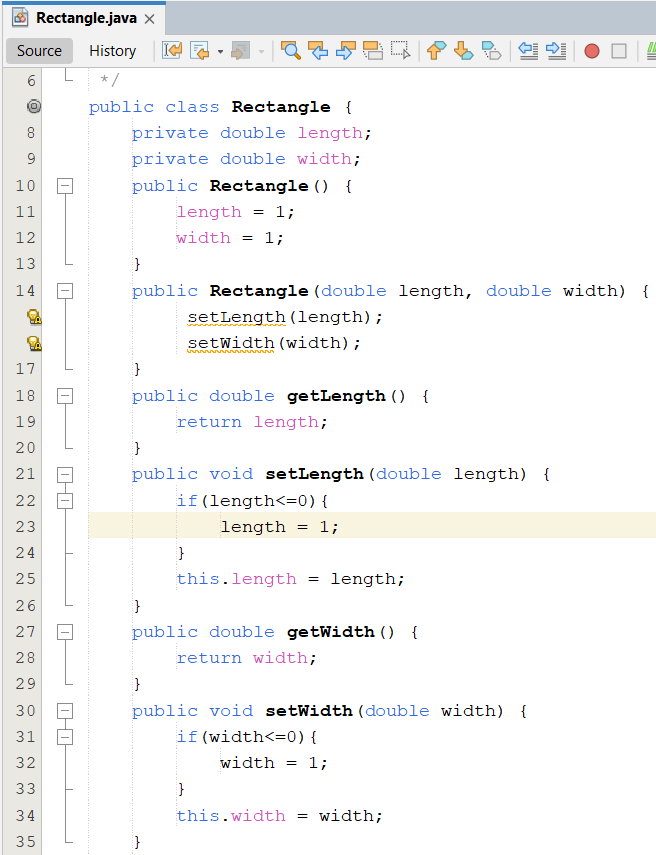 Rectangle.java
Source History
6 */
public class Rectangle {
8 private double length;
9 private double width;
10 public Rectangle() {
11 length = 1;
12 width = 1;
13 }
14 public Rectangle(double length, double width) {
setLength(length);
setWidth(width);
17 }
18 public double getLength() {
19 return length;
20 }
21 public void setLength(double length) {
22 if(length<=0){
23 length = 1;
24 }
25 this.length = length;
26 }
27 public double getWidth() {
28 return width;
29 }
30 public void setWidth(double width) {
31 if(width<=0){
32 width = 1;
33 }
34 this.width = width;
35 }